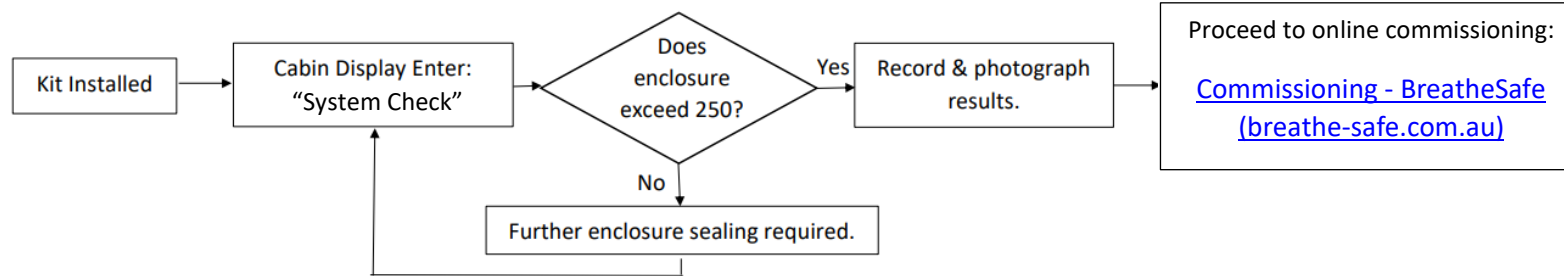 Kit Installed
Cabin Display Enter:
“System Check”
Does
enclosure
exceed 250?
Yes
Record & photograph
results.
Proceed to online commissioning:
Commissioning - BreatheSafe
(breathe-safe.com.au)
No
Further enclosure sealing required.